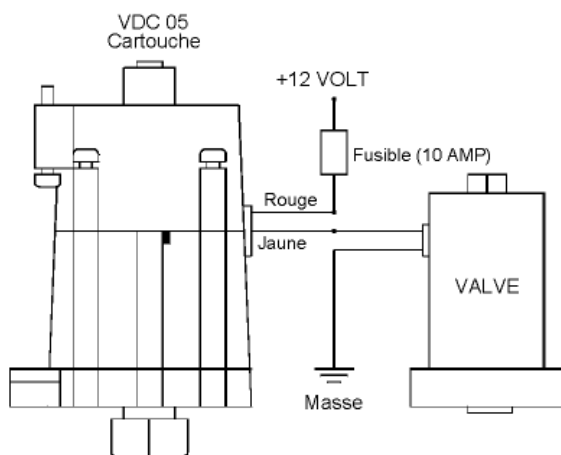 VDC 05
Cartouche
+12 VOLT
Fusible (10 AMP)
Rouge
Jaune
VALVE
Masse